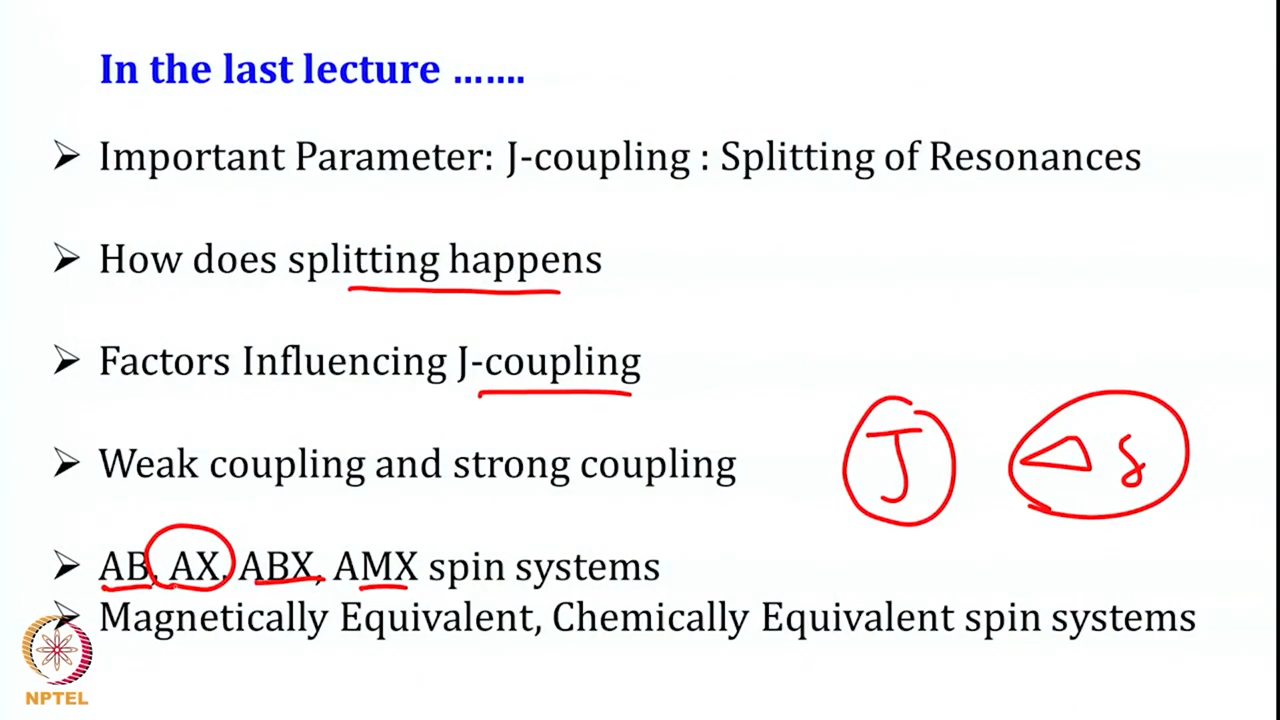 In the last lecture …….
➢ Important Parameter: J-coupling : Splitting of Resonances
➢ How does splitting happens
➢ Factors Influencing J-coupling
➢ Weak coupling and strong coupling
J Δ δ
➢ AB, AX, ABX, AMX spin systems
➢ Magnetically Equivalent, Chemically Equivalent spin systems
NPTEL